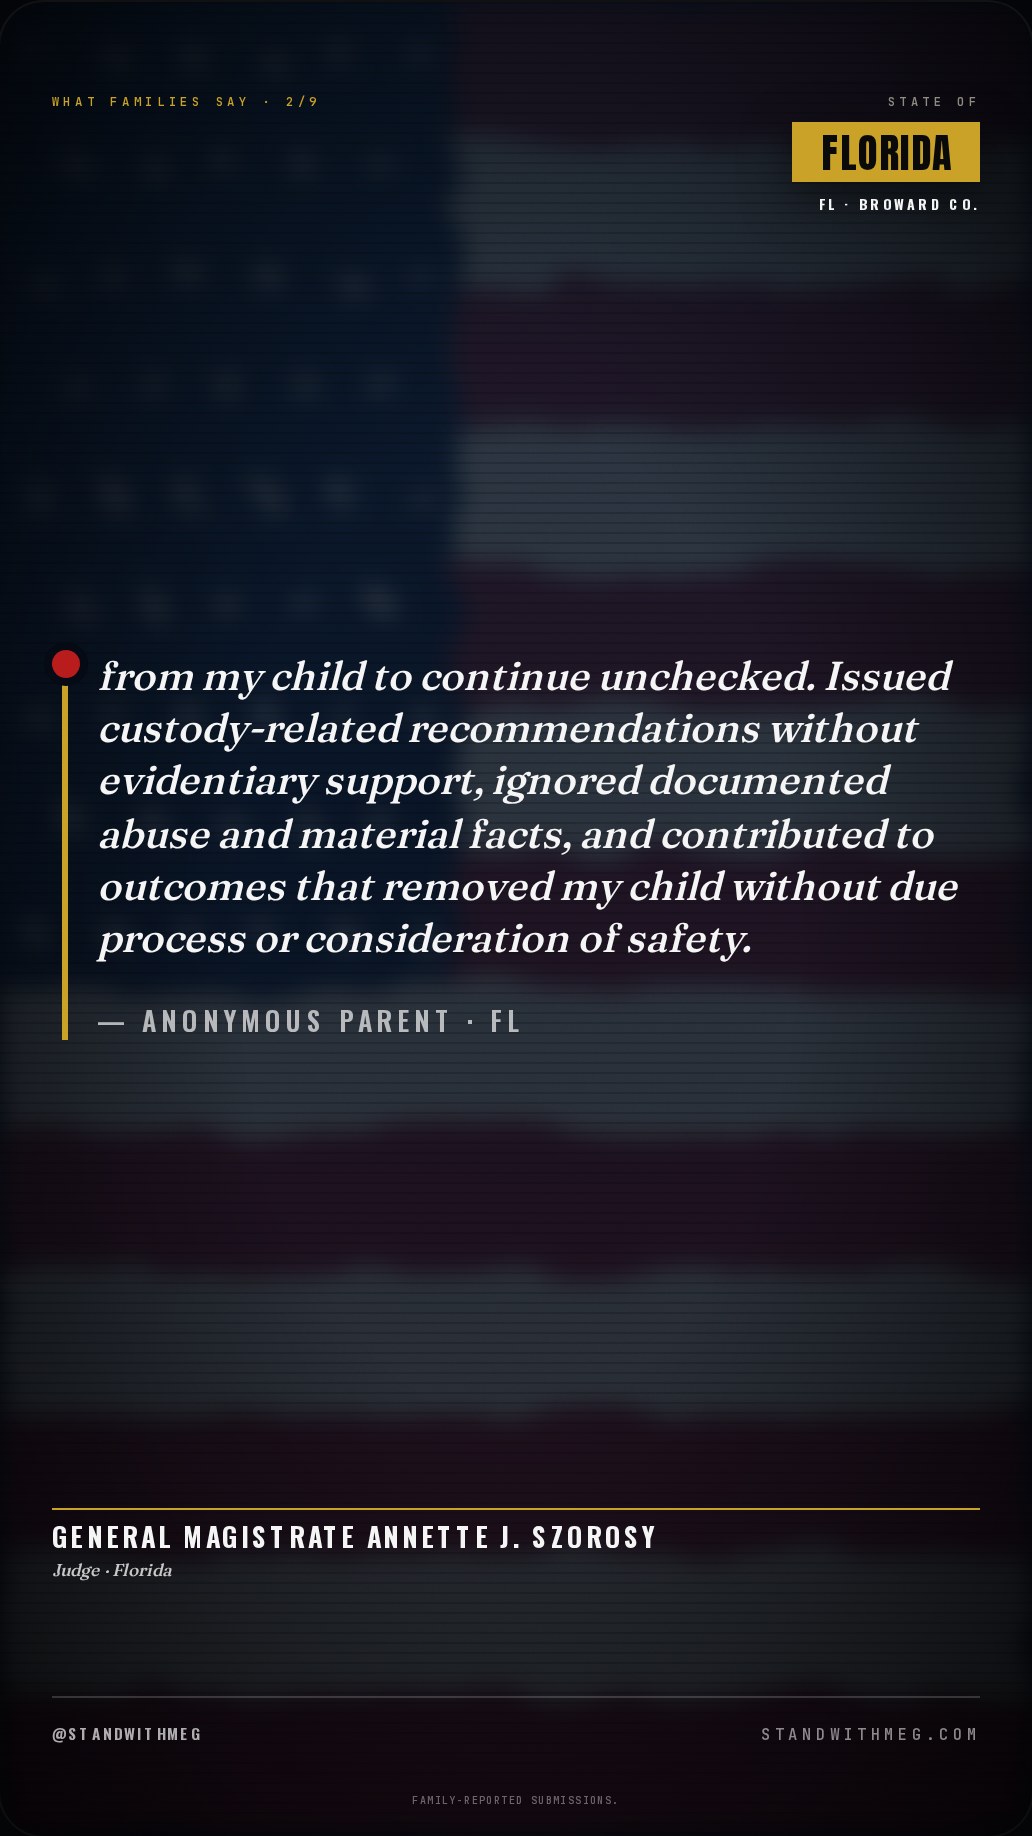 WHAT FAMILIES SAY · 2/9
STATE OF
FLORIDA
FL · BROWARD CO.
from my child to continue unchecked. Issued
custody-related recommendations without
evidentiary support, ignored documented
abuse and material facts, and contributed to
outcomes that removed my child without due
process or consideration of safety.
— ANONYMOUS PARENT · FL
GENERAL MAGISTRATE ANNETTE J. SZOROSY
Judge · Florida
@STANDWITHMEG
STANDWITHMEG.COM
FAMILY-REPORTED SUBMISSIONS.